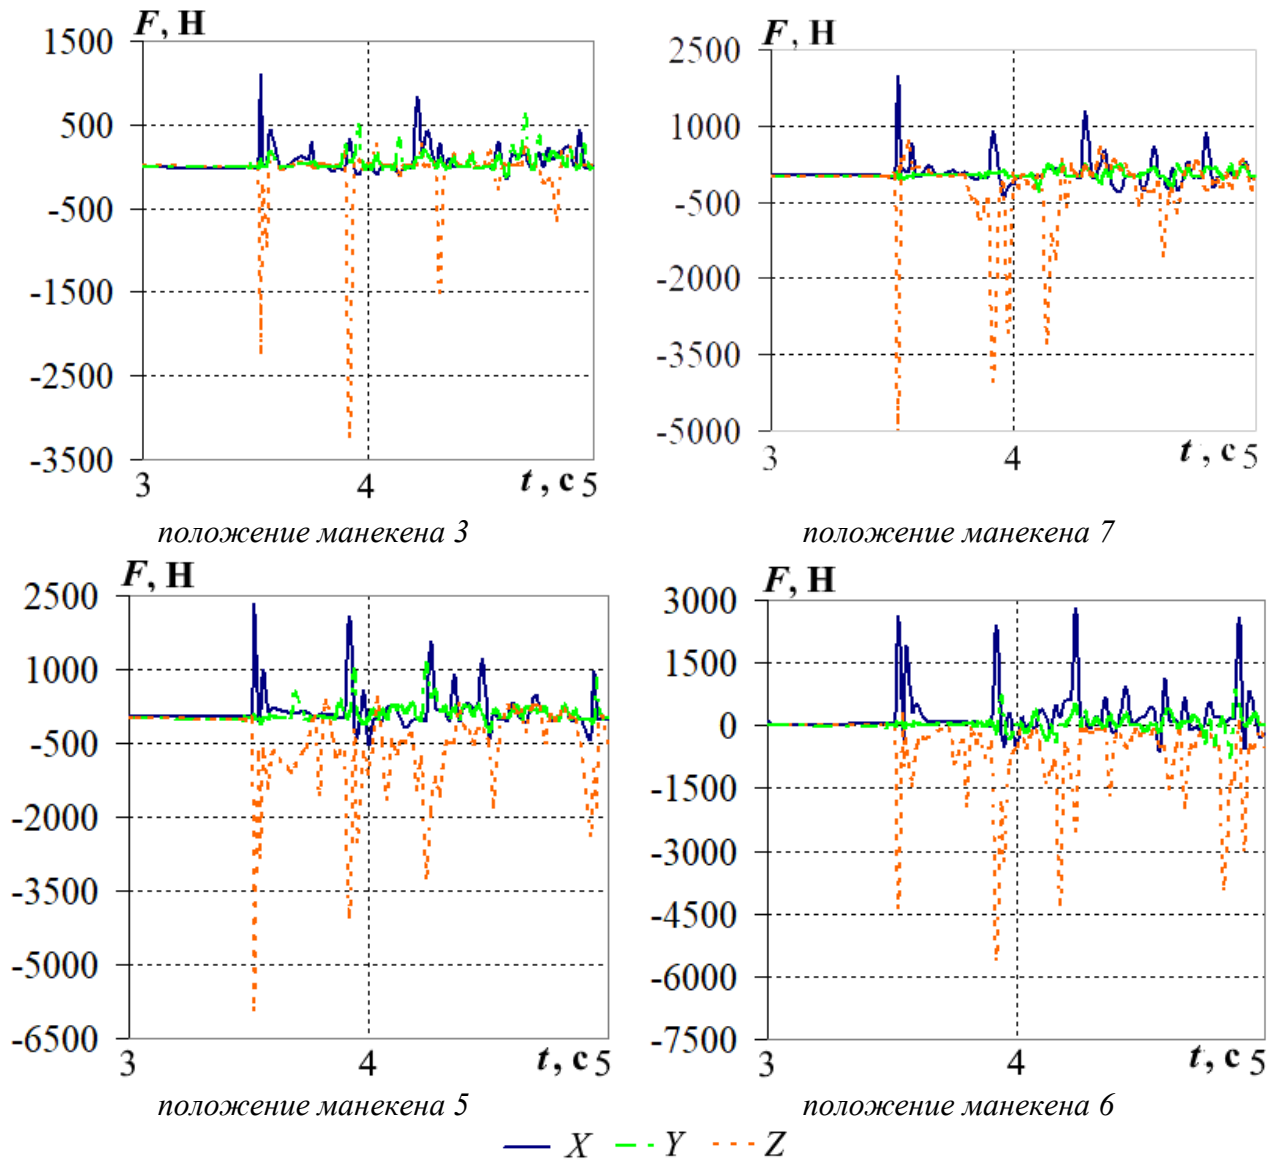 F, Н
1500
500
-500
-1500
-2500
-3500
3
4
t, с 5
положение манекена 3
F, Н
2500
1000
-500
-2000
-3500
-5000
3
4
t, с 5
положение манекена 7
F, Н
2500
1000
-500
-2000
-3500
-5000
-6500
3
4
t, с 5
положение манекена 5
F, Н
3000
1500
0
-1500
-3000
-4500
-6000
-7500
3
4
t, с 5
положение манекена 6
X Y Z